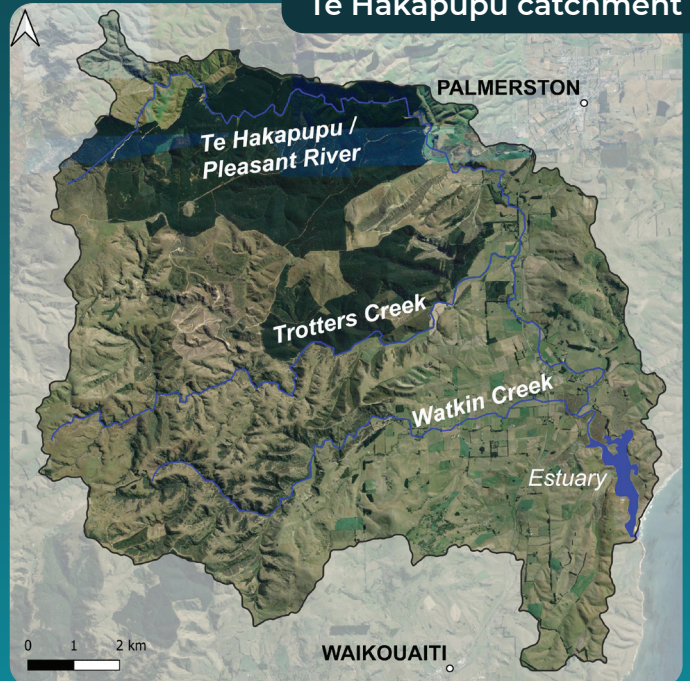 Te Hakapupu catchment
PALMERSTON
Te Hakapupu /
Pleasant River
Trotters Creek
Watkin Creek
Estuary
0 1 2 km
WAIKOUAITI